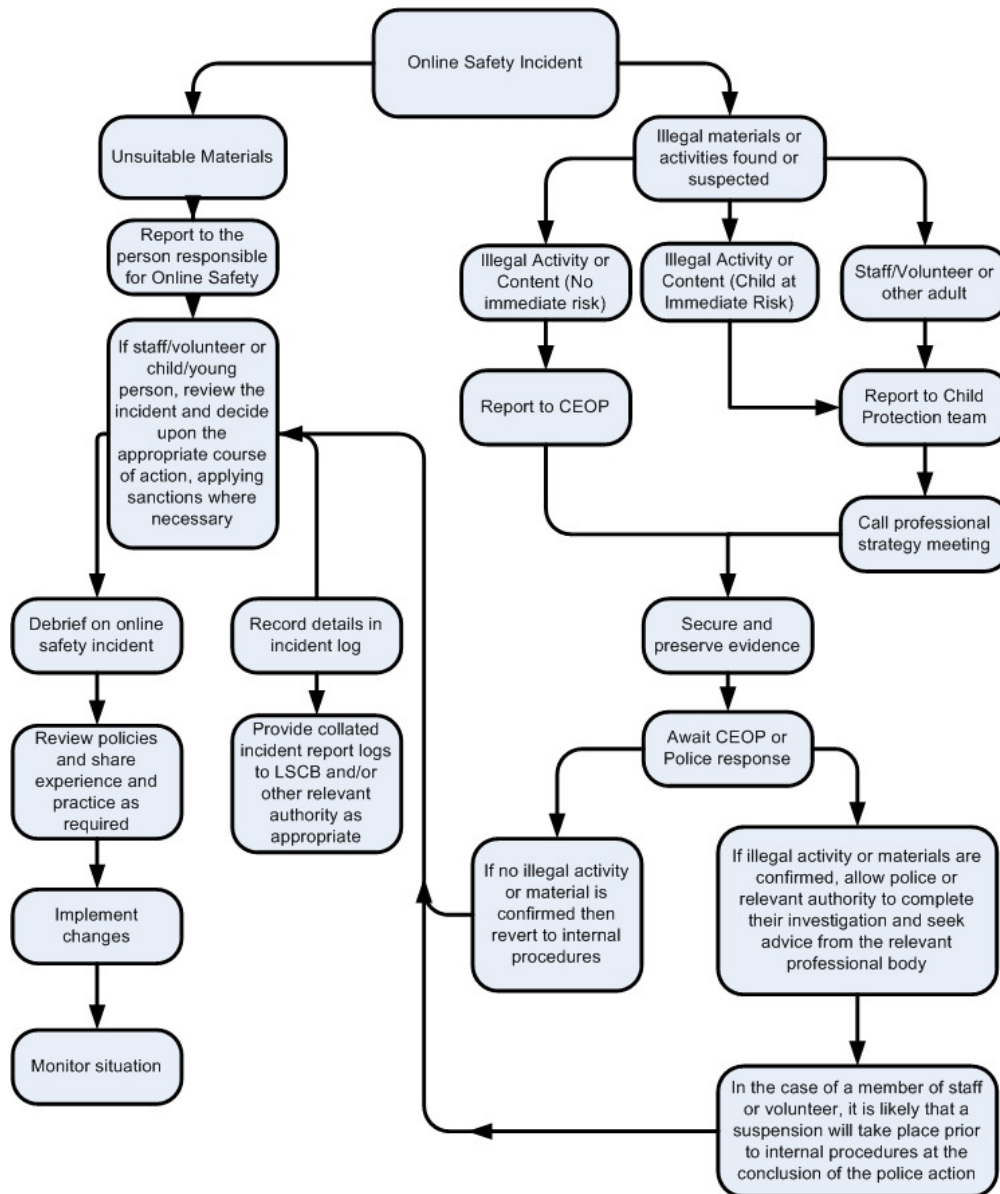 Online Safety Incident
Unsuitable Materials
Illegal materials or
activities found or
suspected
Report to the
person responsible
for Online Safety
Illegal Activity or
Content (No
immediate risk)
Illegal Activity or
Content (Child at
Immediate Risk)
Staff/Volunteer or
other adult
If staff/volunteer or
child/young
person, review the
incident and decide
upon the
appropriate course
of action, applying
sanctions where
necessary
Report to CEOP
Report to Child
Protection team
Call professional
strategy meeting
Debrief on online
safety incident
Record details in
incident log
Secure and
preserve evidence
Review policies
and share
experience and
practice as
required
Provide collated
incident report logs
to LSCB and/or
other relevant
authority as
appropriate
Await CEOP or
Police response
If no illegal activity
or material is
confirmed then
revert to internal
procedures
If illegal activity or materials are
confirmed, allow police or
relevant authority to complete
their investigation and seek
advice from the relevant
professional body
Implement
changes
Monitor situation
In the case of a member of staff
or volunteer, it is likely that a
suspension will take place prior
to internal procedures at the
conclusion of the police action